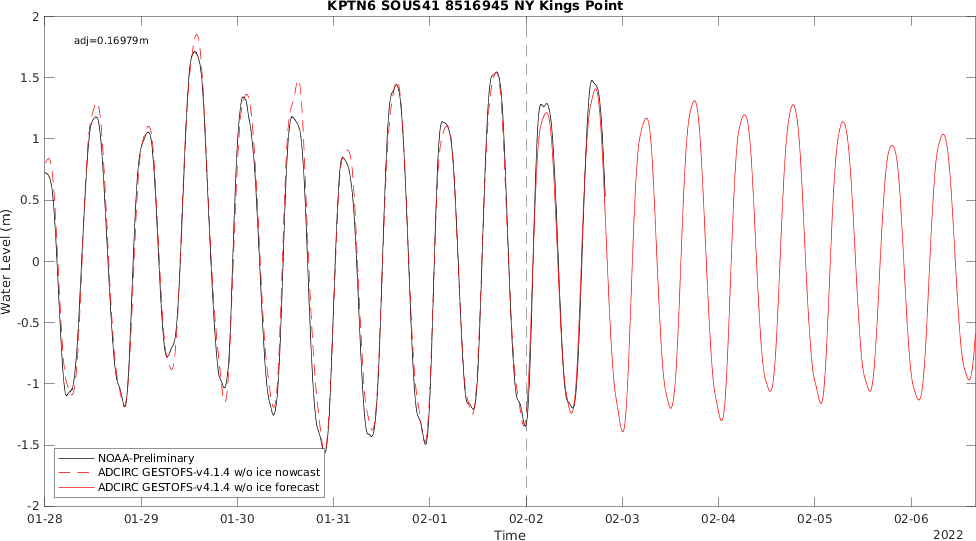 KPTN6 SOUS41 8516945 NY Kings Point
adj=0.16979m
2
1.5
1
0.5
0
-0.5
-1
-1.5
-2
Water Level (m)
NOAA-Preliminary
ADCIRC GESTOFS-v4.1.4 w/o ice nowcast
ADCIRC GESTOFS-v4.1.4 w/o ice forecast
01-28 01-29 01-30 01-31 02-01 02-02 02-03 02-04 02-05 02-06
Time
2022